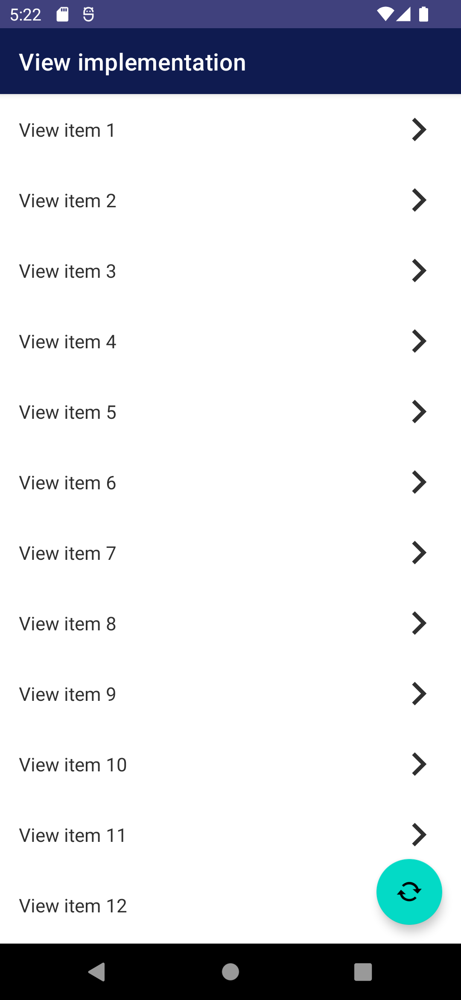 5:22
View implementation
View item 1
View item 2
View item 3
View item 4
View item 5
View item 6
View item 7
View item 8
View item 9
View item 10
View item 11
View item 12